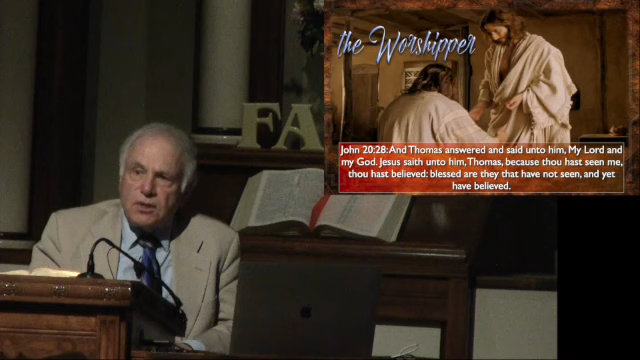 the Worshipper
John 20:28: And Thomas answered and said unto him, My Lord and
my God. Jesus saith unto him, Thomas, because thou hast seen me,
thou hast believed: blessed are they that have not seen, and yet
have believed.
FA